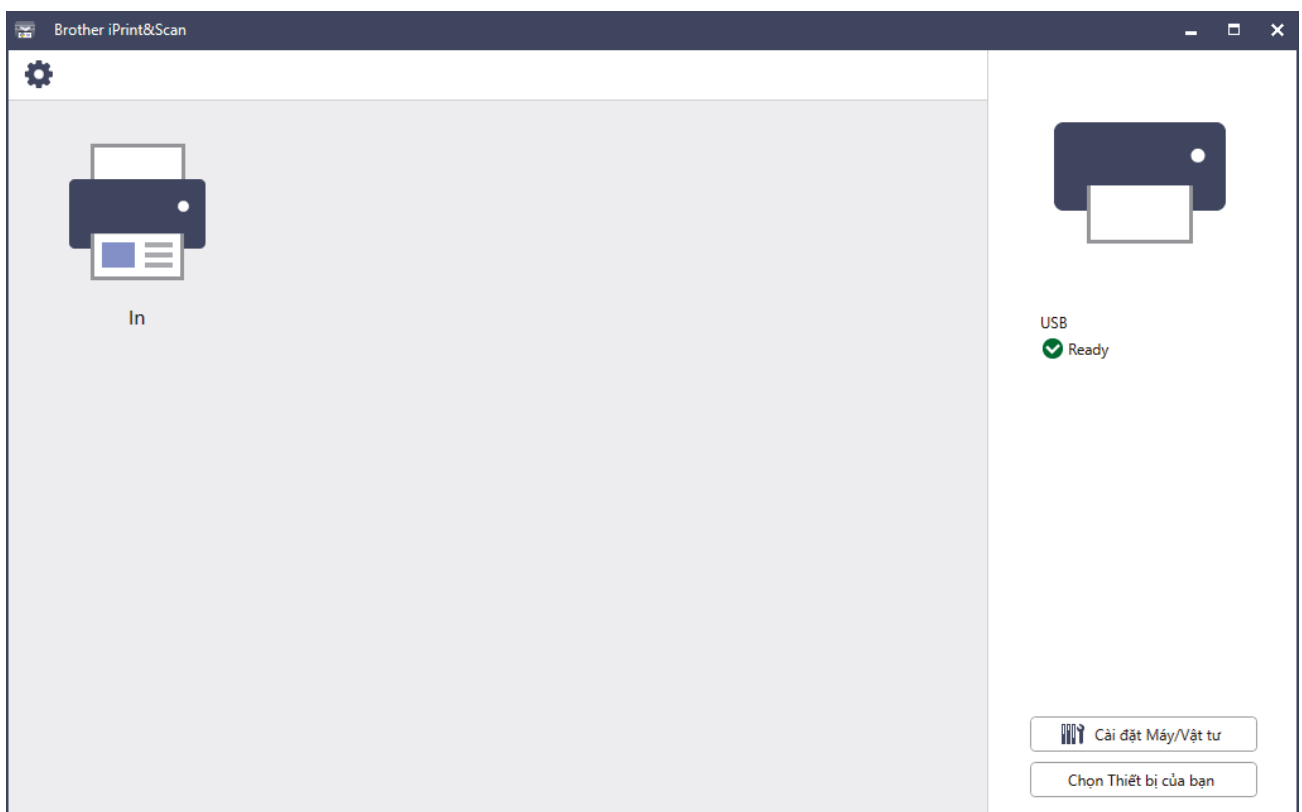 Brother iPrint&Scan
In
USB
Ready
Cài đặt Máy/Vật tư
Chọn Thiết bị của bạn